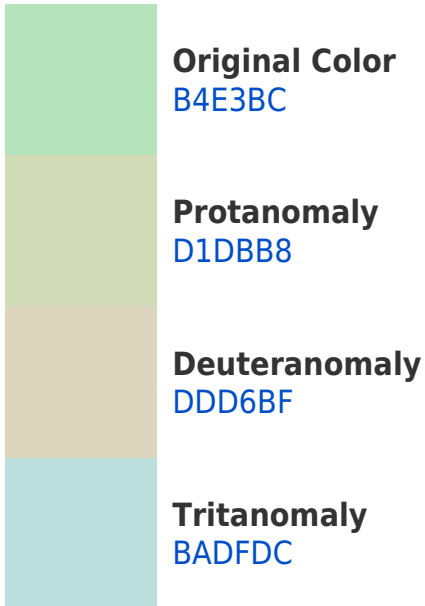 Original Color
B4E3BC
Protanomaly
D1DBB8
Deuteranomaly
DDD6BF
Tritanomaly
BADFDC